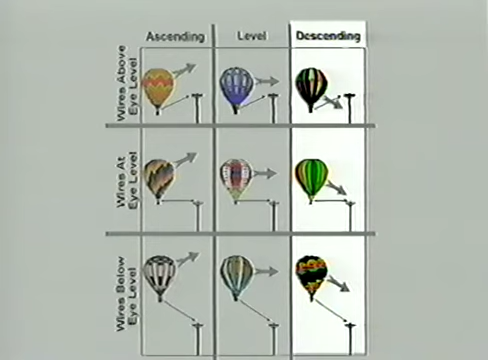 Ascending
Level
Descending
Wires Above
Eye Level
Wires At
Eye Level
Wires Below
Eye Level